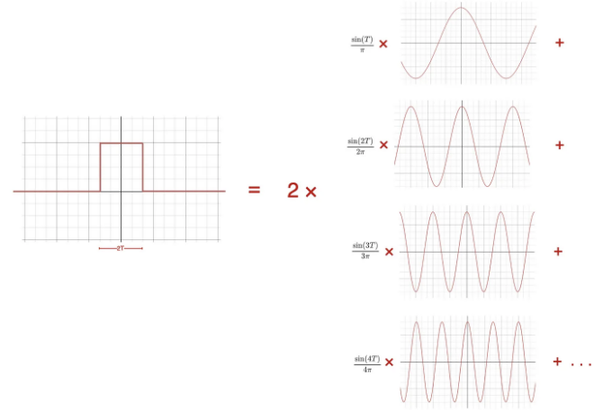 sin(T)
π
×
+
sin(2T)
2π
×
+
2T
=
2 ×
sin(3T)
3π
×
+
sin(4T)
4π
×
+ ...